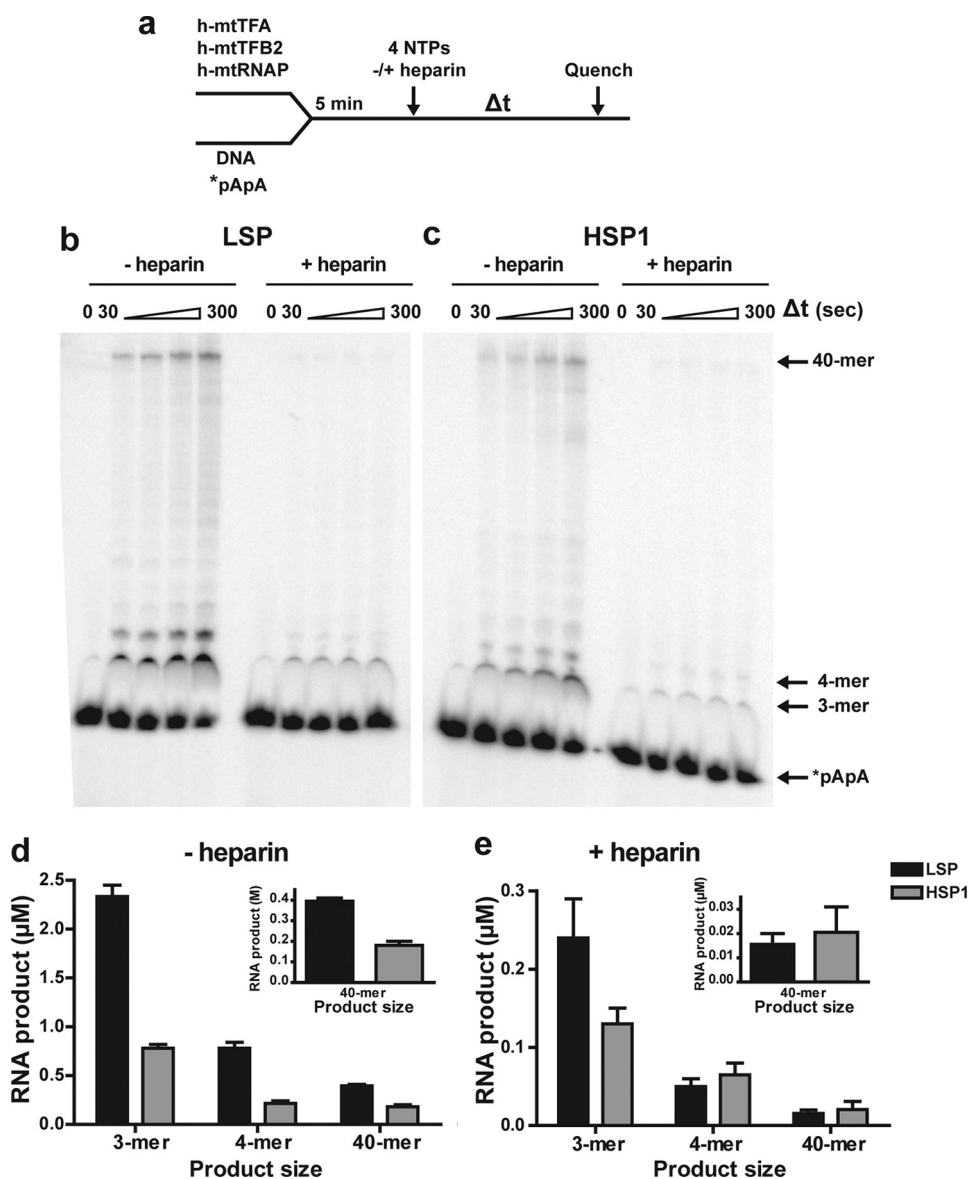 a
h-mtTFA
h-mtTFB2
h-mtRNAP
4 NTPs
-/+ heparin
Quench
5 min
Δt
DNA
*pApA
b
LSP
- heparin
+ heparin
0 30 300
0 30 300
c
HSP1
- heparin
+ heparin
0 30 300
0 30 300
Δt (sec)
40-mer
4-mer
3-mer
*pApA
d
- heparin
RNA product (µM)
2.5
2.0
1.5
1.0
0.5
0.0
3-mer
4-mer
40-mer
Product size
RNA product (M)
0.4
0.3
0.2
0.1
0.0
40-mer
Product size
e
+ heparin
RNA product (µM)
0.3
0.2
0.1
0.0
3-mer
4-mer
40-mer
Product size
RNA product (µM)
0.03
0.02
0.01
0.00
40-mer
Product size
LSP
HSP1